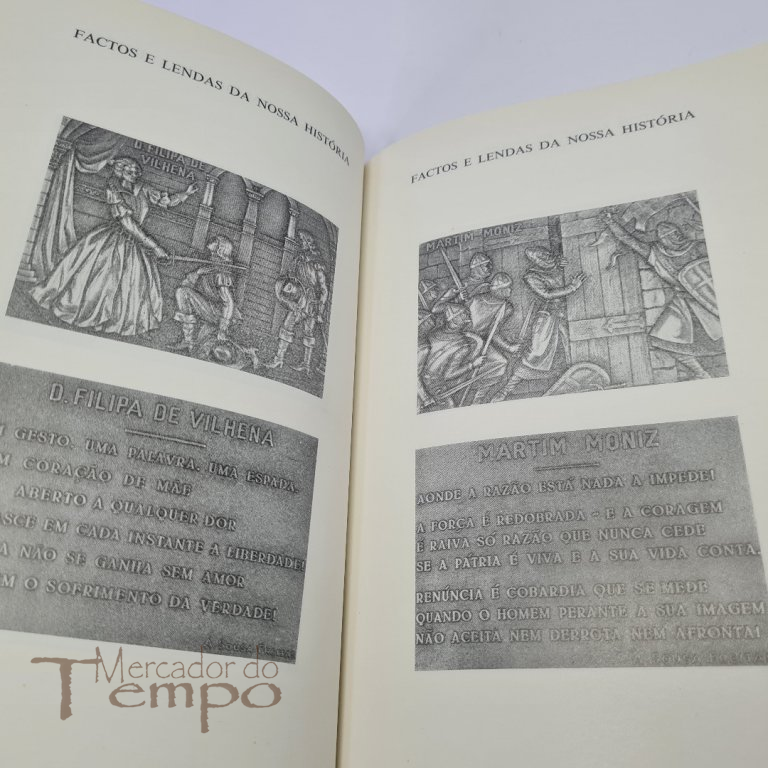 FACTOS E LENDAS DA NOSSA HISTÓRIA
D. FILIPA DE
VILHENA
D. FILIPA DE VILHENA
GESTO, UMA PALAVRA, UMA ESPADA,
CORAÇÃO DE MÃE
ABERTO A QUALQUER DOR
EM CADA INSTANTE A LIBERDADE!
NÃO SE GANHA SEM AMOR
O SOFRIMENTO DA VERDADE!
FACTOS E LENDAS DA NOSSA HISTÓRIA
MARTIM MONIZ
MARTIM MONIZ
AONDE A RAZÃO ESTÁ NADA A IMPEDE!
A FORÇA É REDOBRADA - E A CORAGEM
É RAIVA SÓ RAZÃO QUE NUNCA CEDE
SE A PÁTRIA É VIVA E A SUA VIDA CONTA.
RENÚNCIA É COBARDIA QUE SE MEDE
QUANDO O HOMEM PERANTE A SUA IMAGEM
NÃO ACEITA NEM DERROTA NEM AFRONTA!
Mercador do
Tempo